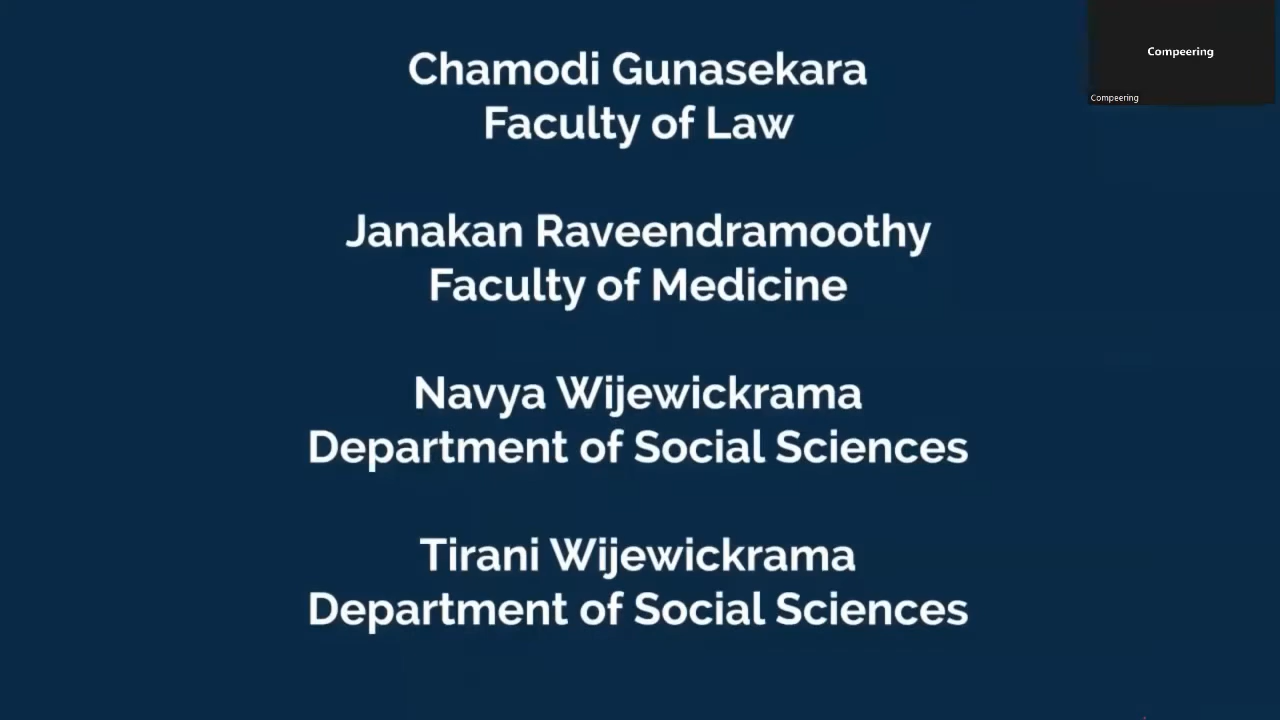 Chamodi Gunasekara
Faculty of Law
Janakan Raveendramoothy
Faculty of Medicine
Navya Wijewickrama
Department of Social Sciences
Tirani Wijewickrama
Department of Social Sciences
Compeering
Compeering